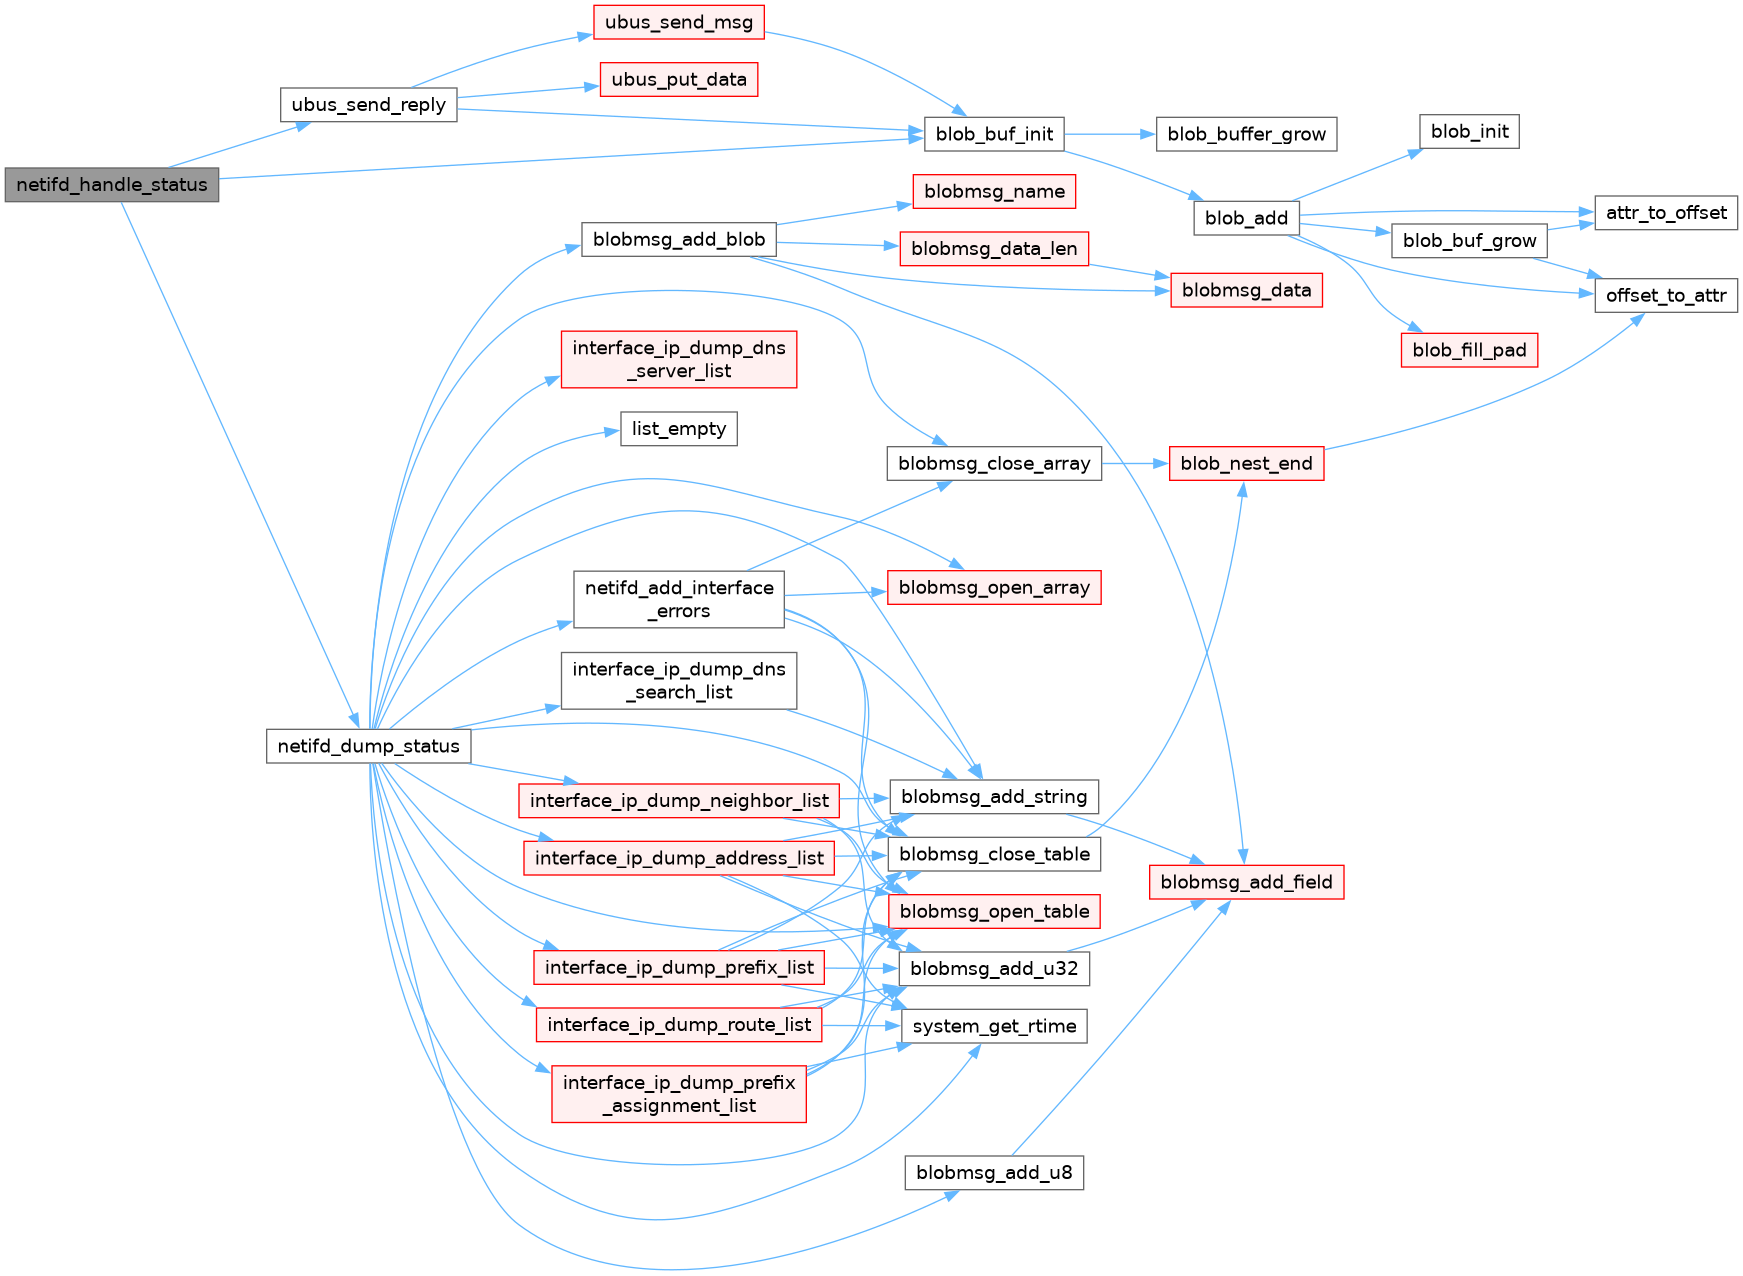 ubus_send_msg
ubus_put_data
ubus_send_reply
blob_buf_init
blob_buffer_grow
blob_init
netifd_handle_status
blobmsg_name
blob_add
attr_to_offset
blobmsg_add_blob
blobmsg_data_len
blob_buf_grow
blobmsg_data
offset_to_attr
interface_ip_dump_dns
_server_list
blob_fill_pad
list_empty
blobmsg_close_array
blob_nest_end
netifd_add_interface
_errors
blobmsg_open_array
interface_ip_dump_dns
_search_list
netifd_dump_status
interface_ip_dump_neighbor_list
blobmsg_add_string
interface_ip_dump_address_list
blobmsg_close_table
blobmsg_add_field
blobmsg_open_table
interface_ip_dump_prefix_list
blobmsg_add_u32
interface_ip_dump_route_list
system_get_rtime
interface_ip_dump_prefix
_assignment_list
blobmsg_add_u8